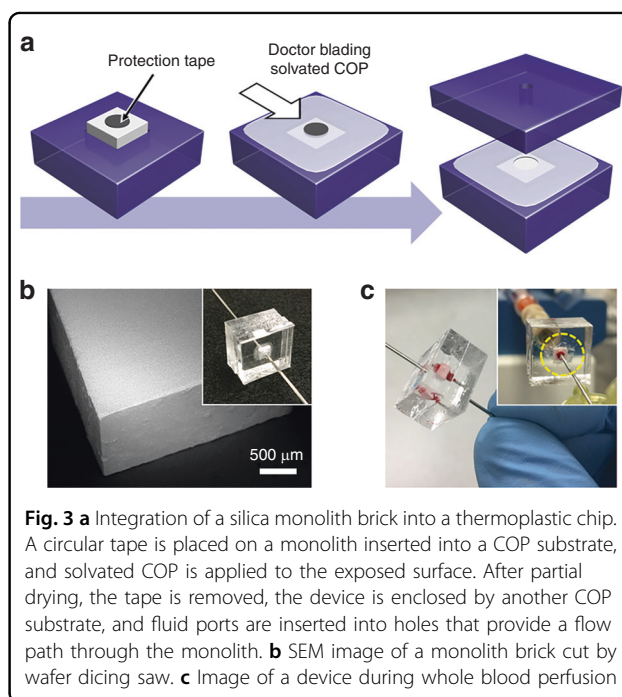 a
Protection tape
Doctor blading
solvated COP
b
500 μm
c
Fig. 3 a Integration of a silica monolith brick into a thermoplastic chip.
A circular tape is placed on a monolith inserted into a COP substrate,
and solvated COP is applied to the exposed surface. After partial
drying, the tape is removed, the device is enclosed by another COP
substrate, and fluid ports are inserted into holes that provide a flow
path through the monolith. b SEM image of a monolith brick cut by
wafer dicing saw. c Image of a device during whole blood perfusion